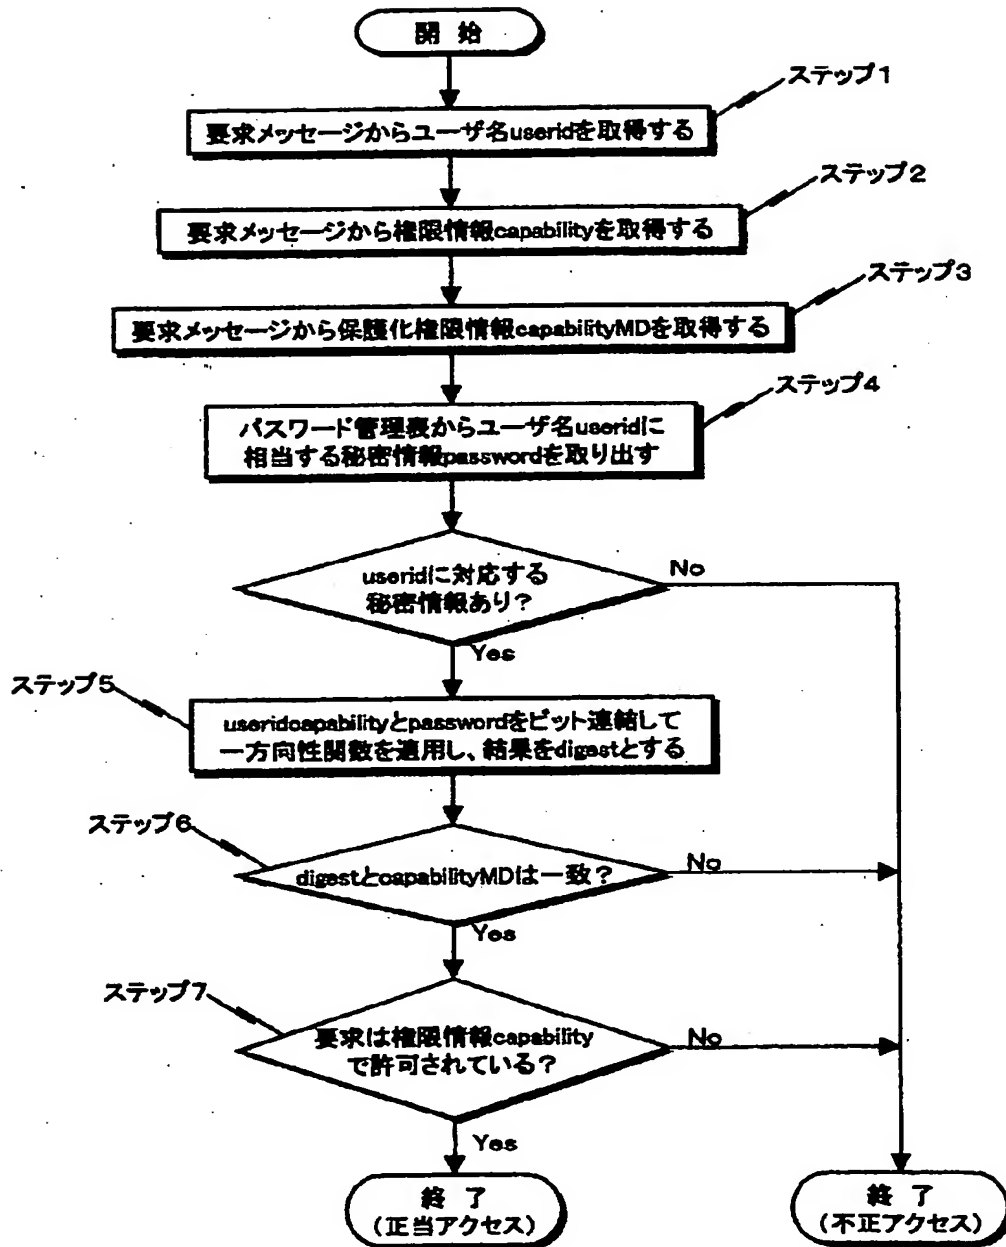 開 始
ステップ1
要求メッセージからユーザ名useridを取得する
ステップ2
要求メッセージから権限情報capabilityを取得する
ステップ3
要求メッセージから保護化権限情報capabilityMDを取得する
ステップ4
パスワード管理表からユーザ名useridに
相当する秘密情報passwordを取り出す
useridに対応する
秘密情報あり?
No
Yes
ステップ5
useridcapabilityとpasswordをビット連結して
一方向性関数を適用し、結果をdigestとする
ステップ6
digestとcapabilityMDは一致?
No
Yes
ステップ7
要求は権限情報capability
で許可されている?
No
Yes
終 了
(正当アクセス)
終 了
(不正アクセス)